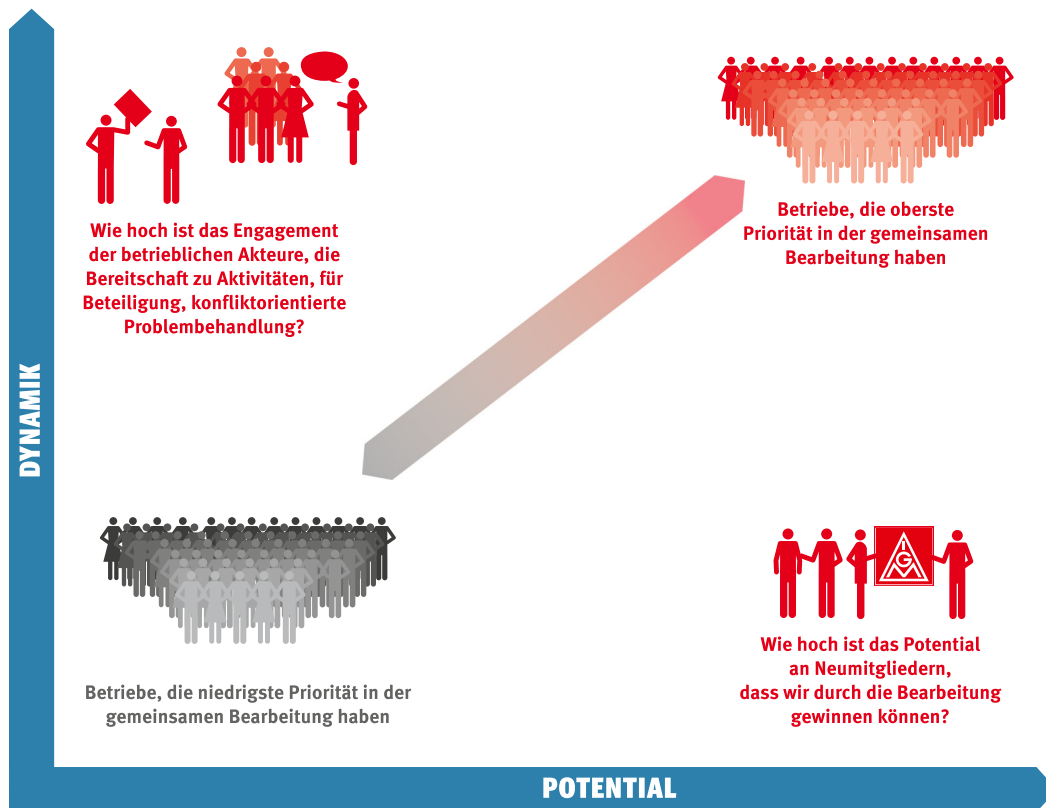 Wie hoch ist das Engagement
der betrieblichen Akteure, die
Bereitschaft zu Aktivitäten, für
Beteiligung, konfliktorientierte
Problembehandlung?
Betriebe, die oberste
Priorität in der gemeinsamen
Bearbeitung haben
DYNAMIK
Betriebe, die niedrigste Priorität in der
gemeinsamen Bearbeitung haben
IGM
Wie hoch ist das Potential
an Neumitgliedern,
dass wir durch die Bearbeitung
gewinnen können?
POTENTIAL